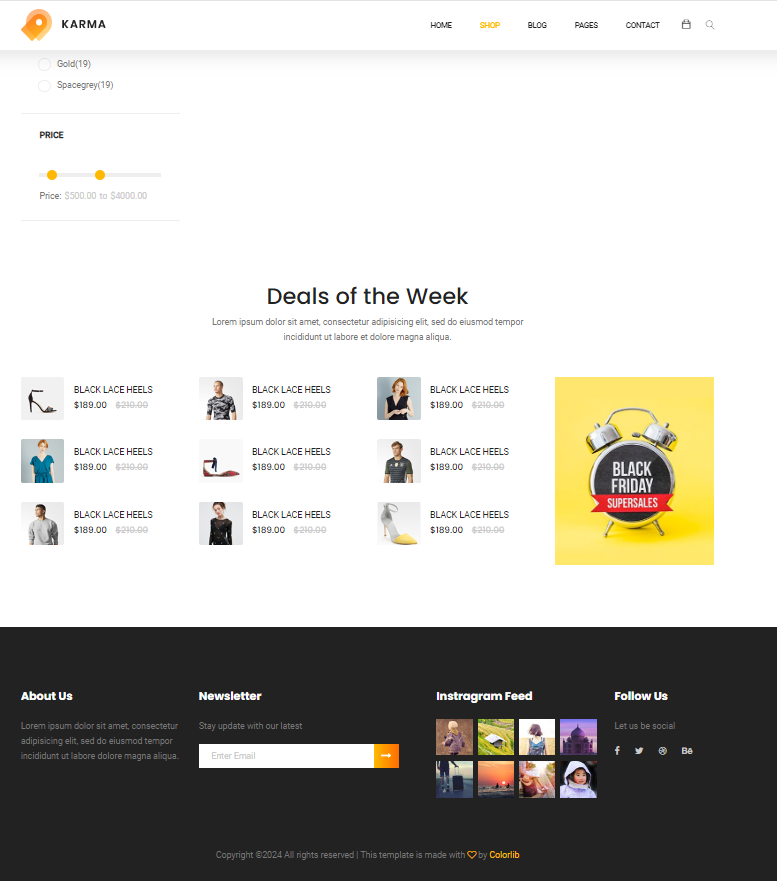 KARMA
HOME SHOP BLOG PAGES CONTACT
Gold(19)
Spacegrey(19)
PRICE
Price: $500.00 to $4000.00
Deals of the Week
Lorem ipsum dolor sit amet, consectetur adipisicing elit, sed do eiusmod tempor
incididunt ut labore et dolore magna aliqua.
BLACK LACE HEELS
$189.00 $210.00
BLACK LACE HEELS
$189.00 $210.00
BLACK LACE HEELS
$189.00 $210.00
BLACK LACE HEELS
$189.00 $210.00
BLACK LACE HEELS
$189.00 $210.00
BLACK LACE HEELS
$189.00 $210.00
BLACK LACE HEELS
$189.00 $210.00
BLACK LACE HEELS
$189.00 $210.00
BLACK LACE HEELS
$189.00 $210.00
BLACK
FRIDAY
SUPERSALES
About Us
Lorem ipsum dolor sit amet, consectetur
adipisicing elit, sed do eiusmod tempor
incididunt ut labore dolore magna aliqua.
Newsletter
Stay update with our latest
Enter Email
Instragram Feed
Follow Us
Let us be social
Copyright ©2024 All rights reserved | This template is made with ♡ by Colorlib